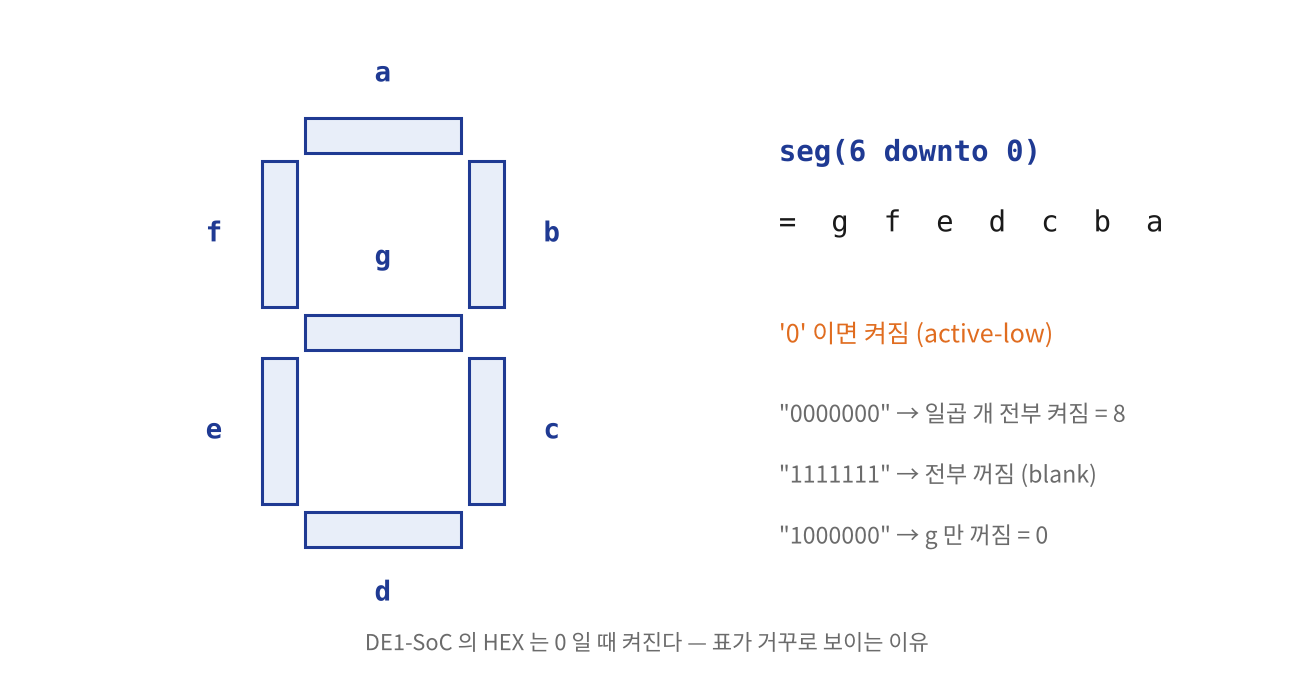 a
f
g
b
e
c
d
seg(6 downto 0)
= g f e d c b a
'0' 이면 켜짐 (active-low)
"0000000" → 일곱 개 전부 켜짐 = 8
"1111111" → 전부 꺼짐 (blank)
"1000000" → g 만 꺼짐 = 0
DE1-SoC 의 HEX 는 0 일 때 켜진다 — 표가 거꾸로 보이는 이유